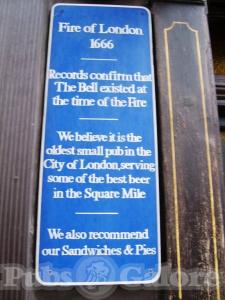 Fire of London
1666
Records confirm that
The Bell existed at
the time of the Fire
We believe it is the
oldest small pub in the
City of London, serving
some of the best beer
in the Square Mile
We also recommend
our Sandwiches & Pies
Pubs Galore